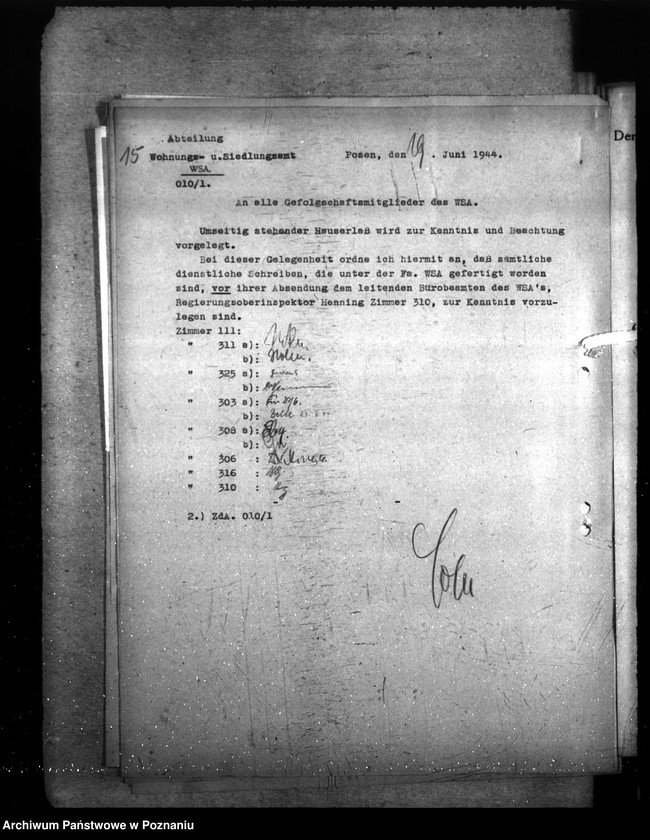 Abteilung
15 Wohnungs- u.Siedlungsamt Posen, den 19. Juni 1944.
WSA.
010/1.
An alle Gefolgschaftsmitglieder des WSA.
Umseitig stehender Hauserlaß wird zur Kenntnis und Beachtung
vorgelegt.
Bei dieser Gelegenheit ordne ich hiermit an, daß sämtliche
dienstliche Schreiben, die unter der Fs. WSA gefertigt worden
sind, vor ihrer Absendung dem leitenden Bürobeamten des WSA's,
Regierungsoberinspektor Henning Zimmer 310, zur Kenntnis vorzu-
legen sind.
Zimmer 111:
" 311 a):
b):
" 325 a):
b):
" 303 a):
b):
" 308 a):
b):
" 306 :
" 316 :
" 310 :
2.) ZdA. 010/1
Der
Archiwum Państwowe w Poznaniu